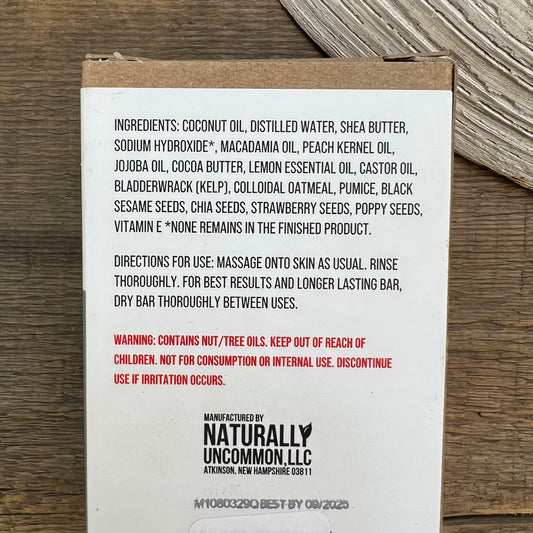 INGREDIENTS: COCONUT OIL, DISTILLED WATER, SHEA BUTTER,
SODIUM HYDROXIDE*, MACADAMIA OIL, PEACH KERNEL OIL,
JOJOBA OIL, COCOA BUTTER, LEMON ESSENTIAL OIL, CASTOR OIL,
BLADDERWRACK (KELP), COLLOIDAL OATMEAL, PUMICE, BLACK
SESAME SEEDS, CHIA SEEDS, STRAWBERRY SEEDS, POPPY SEEDS,
VITAMIN E *NONE REMAINS IN THE FINISHED PRODUCT.
DIRECTIONS FOR USE: MASSAGE ONTO SKIN AS USUAL. RINSE
THOROUGHLY. FOR BEST RESULTS AND LONGER LASTING BAR,
DRY BAR THOROUGHLY BETWEEN USES.
WARNING: CONTAINS NUT/TREE OILS. KEEP OUT OF REACH OF
CHILDREN. NOT FOR CONSUMPTION OR INTERNAL USE. DISCONTINUE
USE IF IRRITATION OCCURS.
MANUFACTURED BY
NATURALLY
UNCOMMON, LLC
ATKINSON, NEW HAMPSHIRE 03811
M1080329Q BEST BY 09/2025